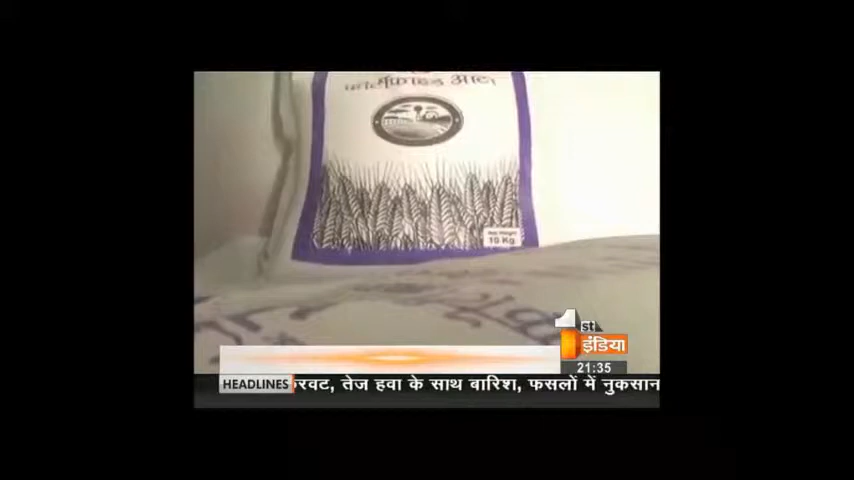 फोर्टीफाइड आटा
Net Weight
10 Kg.
1st
इंडिया
21:35
HEADLINES
रवट, तेज हवा के साथ बारिश, फसलों में नुकसान